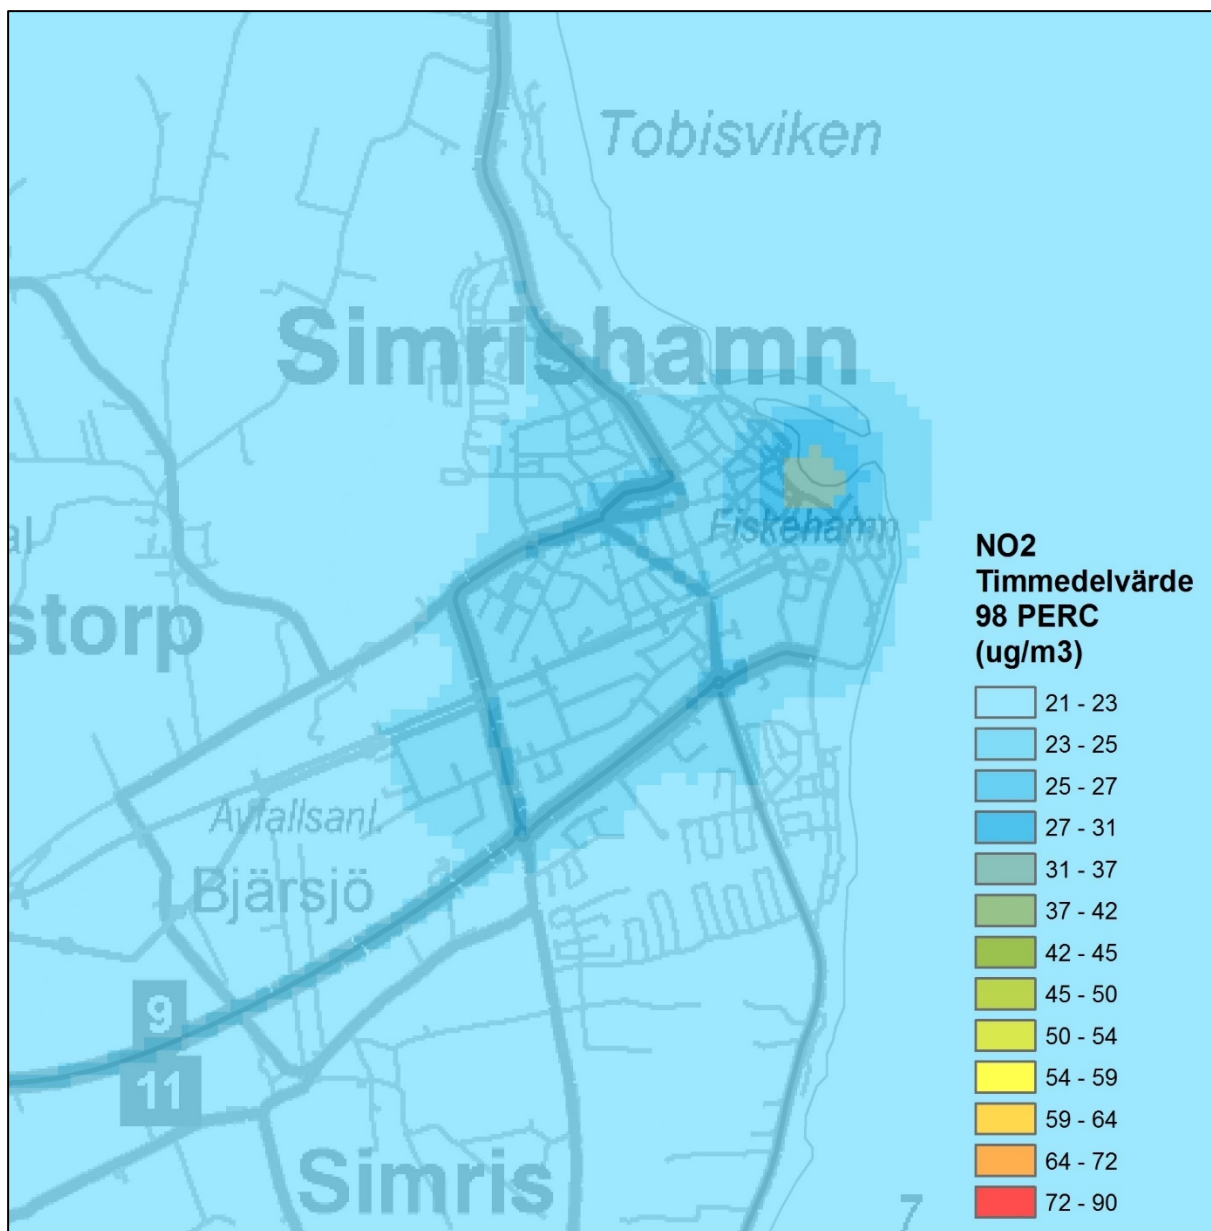 Tobisviken
Simrishamn
Fiskehamn
al
storp
Avfallsanl.
Bjärsjö
9
11
Simris
7
NO2
Timmedelvärde
98 PERC
(ug/m3)
21 - 23
23 - 25
25 - 27
27 - 31
31 - 37
37 - 42
42 - 45
45 - 50
50 - 54
54 - 59
59 - 64
64 - 72
72 - 90